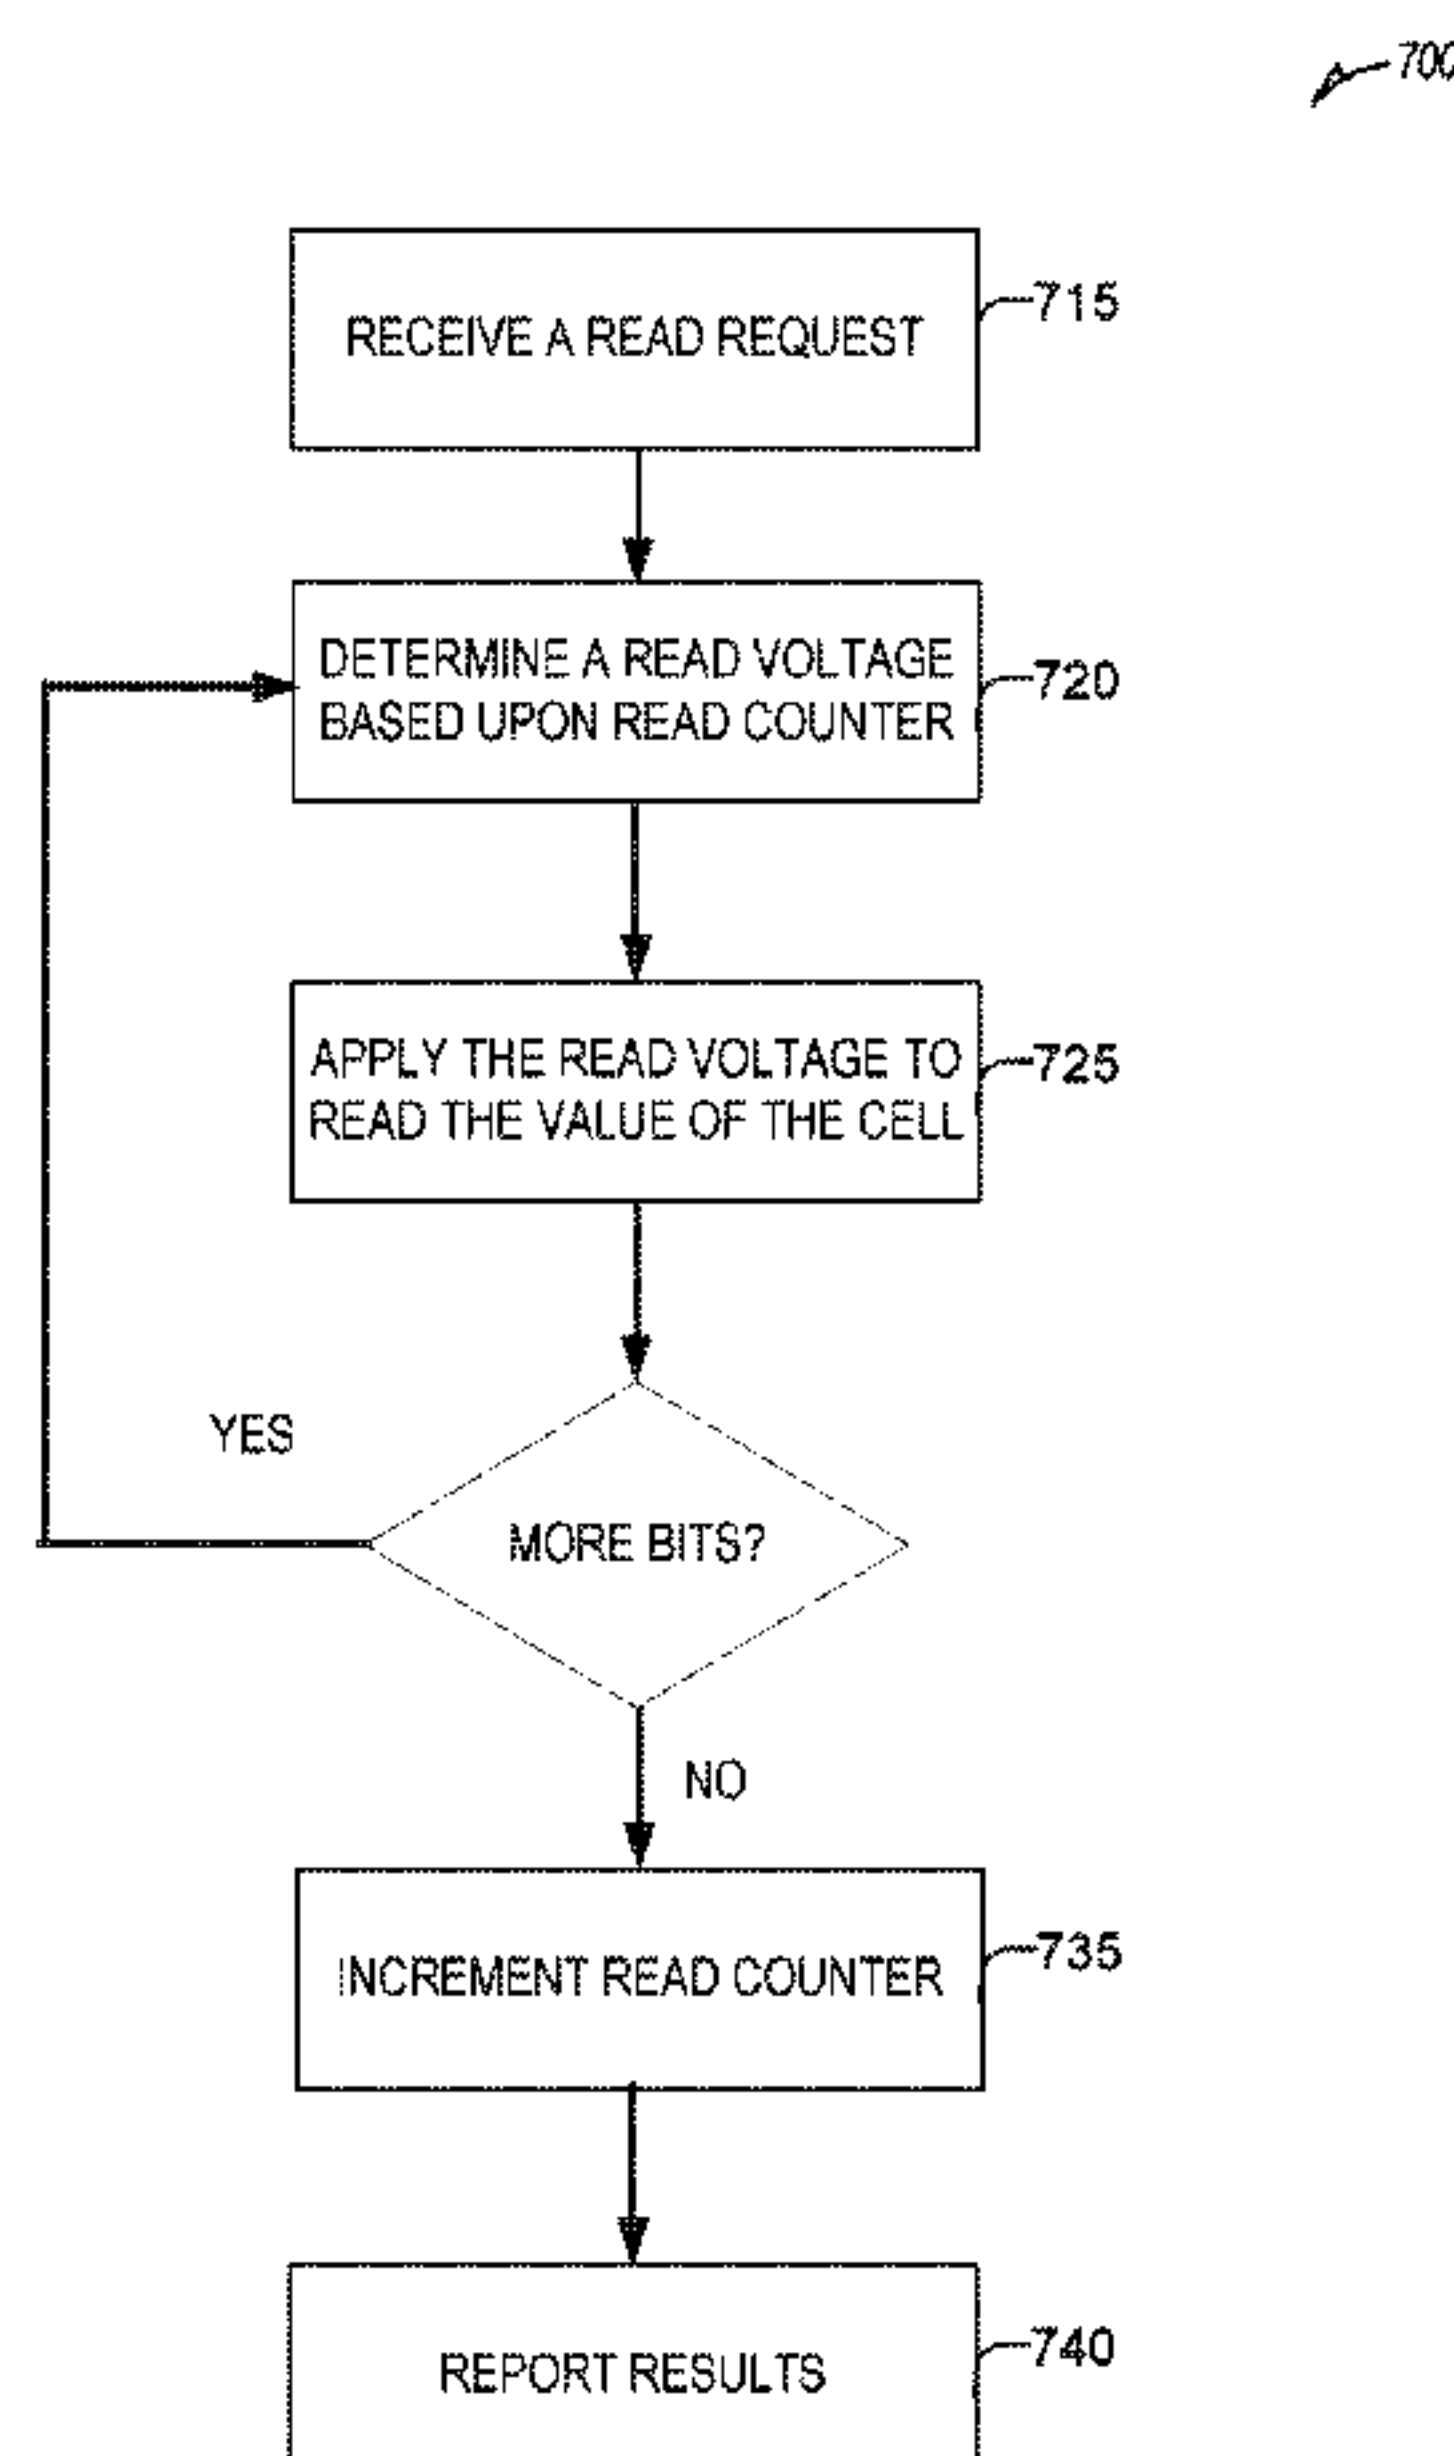 700
RECEIVE A READ REQUEST
715
DETERMINE A READ VOLTAGE
BASED UPON READ COUNTER
720
APPLY THE READ VOLTAGE TO
READ THE VALUE OF THE CELL
725
YES
MORE BITS?
NO
INCREMENT READ COUNTER
735
REPORT RESULTS
740